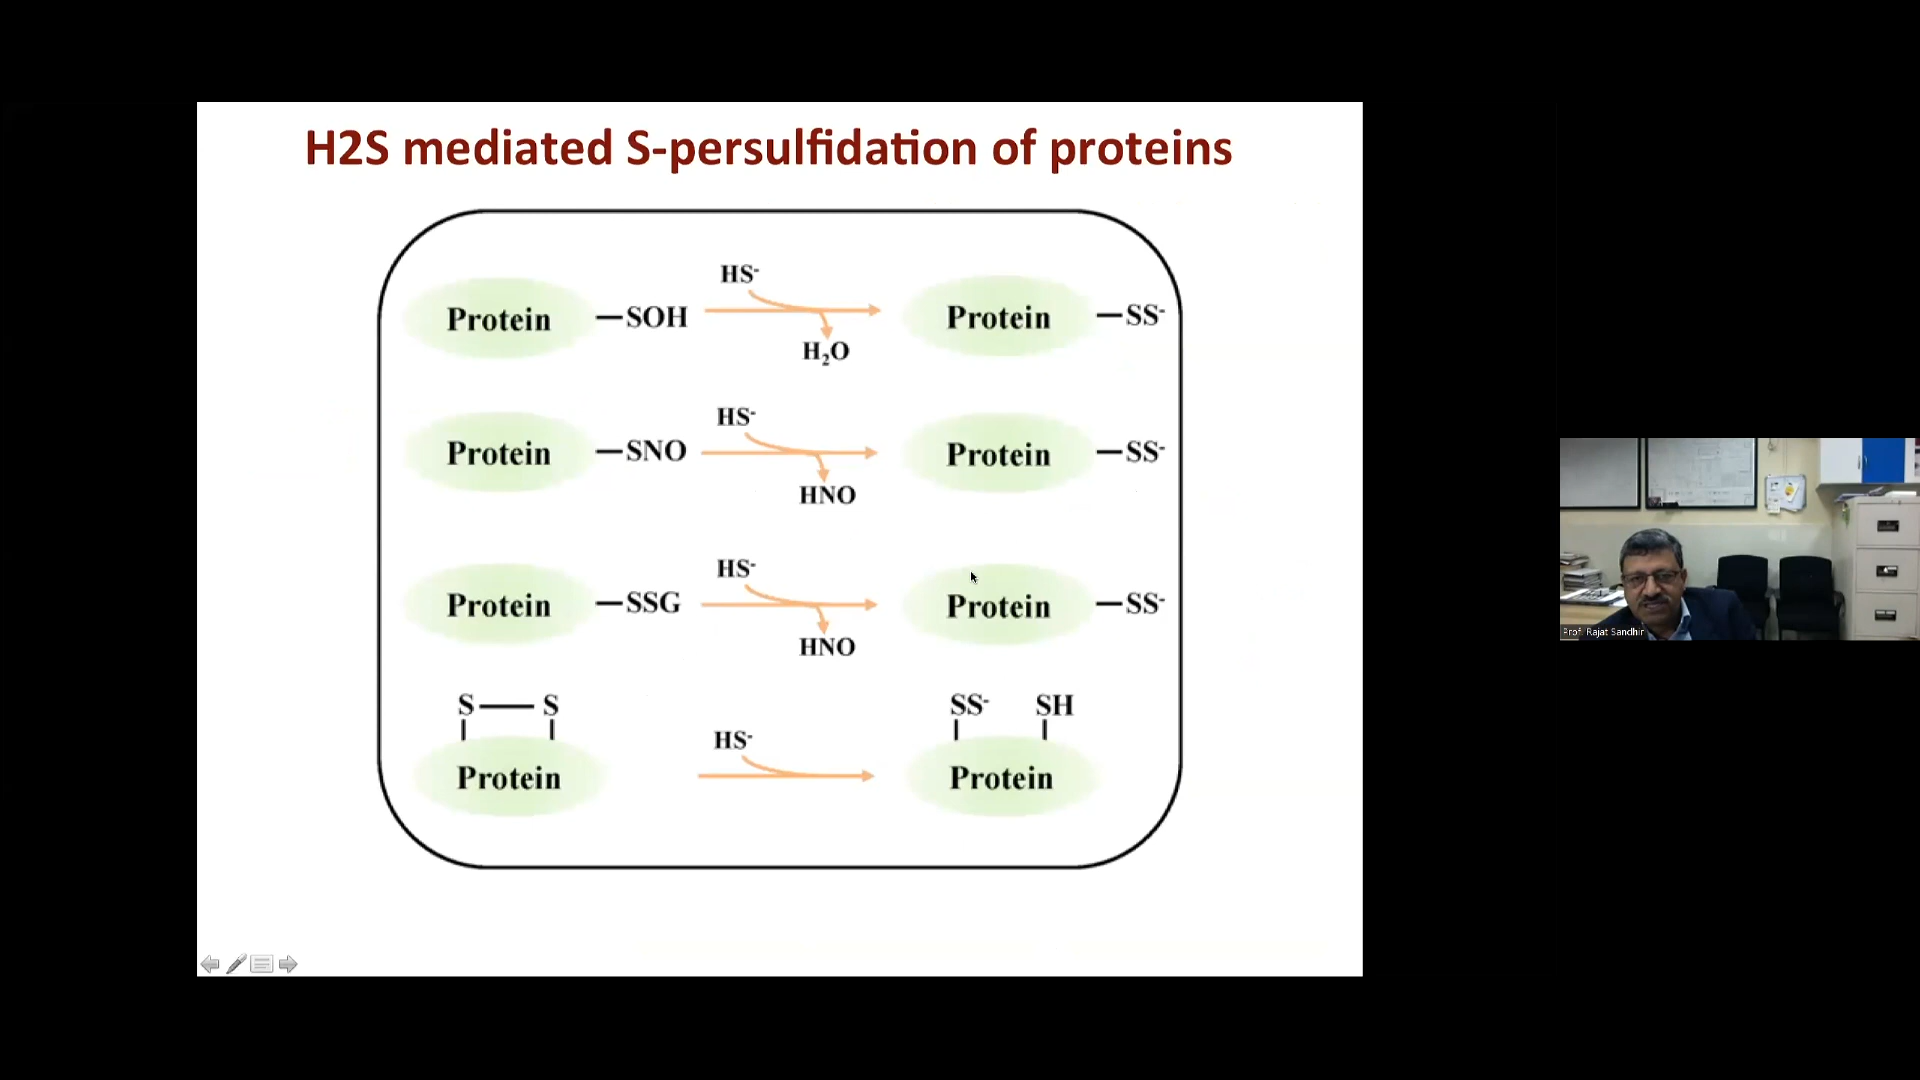 H2S mediated S-persulfidation of proteins
HS-
Protein —SOH Protein —SS-
H2O
HS-
Protein —SNO Protein —SS-
HNO
HS-
Protein —SSG Protein —SS-
HNO
S — S SS- SH
HS-
Protein Protein
Prof. Rajat Sandhir